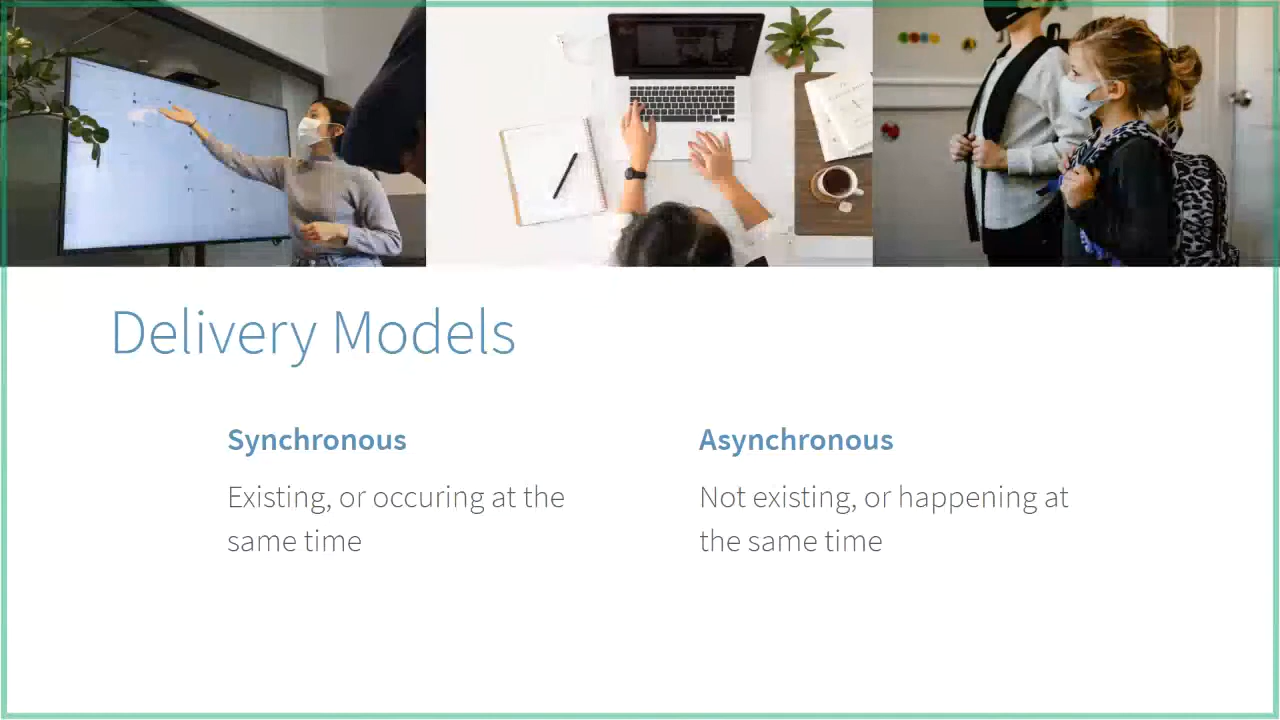 Delivery Models
Synchronous
Existing, or occuring at the
same time
Asynchronous
Not existing, or happening at
the same time